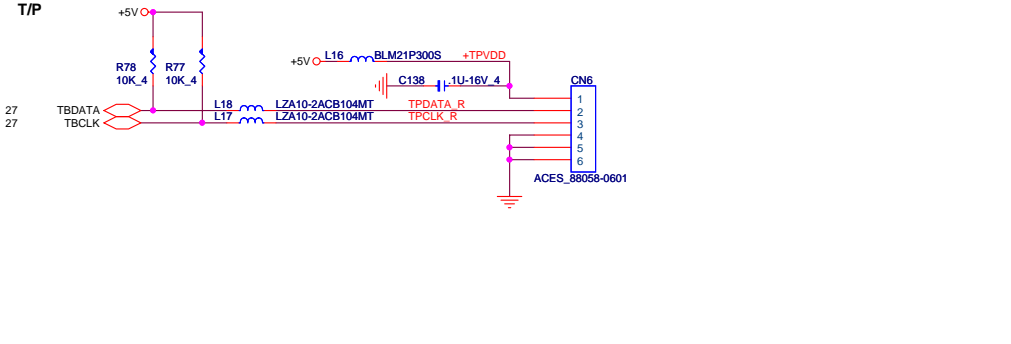 T/P
+5V
+5V
L16
BLM21P300S
+TPVDD
R78
10K_4
R77
10K_4
C138
.1U-16V_4
CN6
27
TBDATA
L18
LZA10-2ACB104MT
TPDATA_R
27
TBCLK
L17
LZA10-2ACB104MT
TPCLK_R
1
2
3
4
5
6
ACES_88058-0601